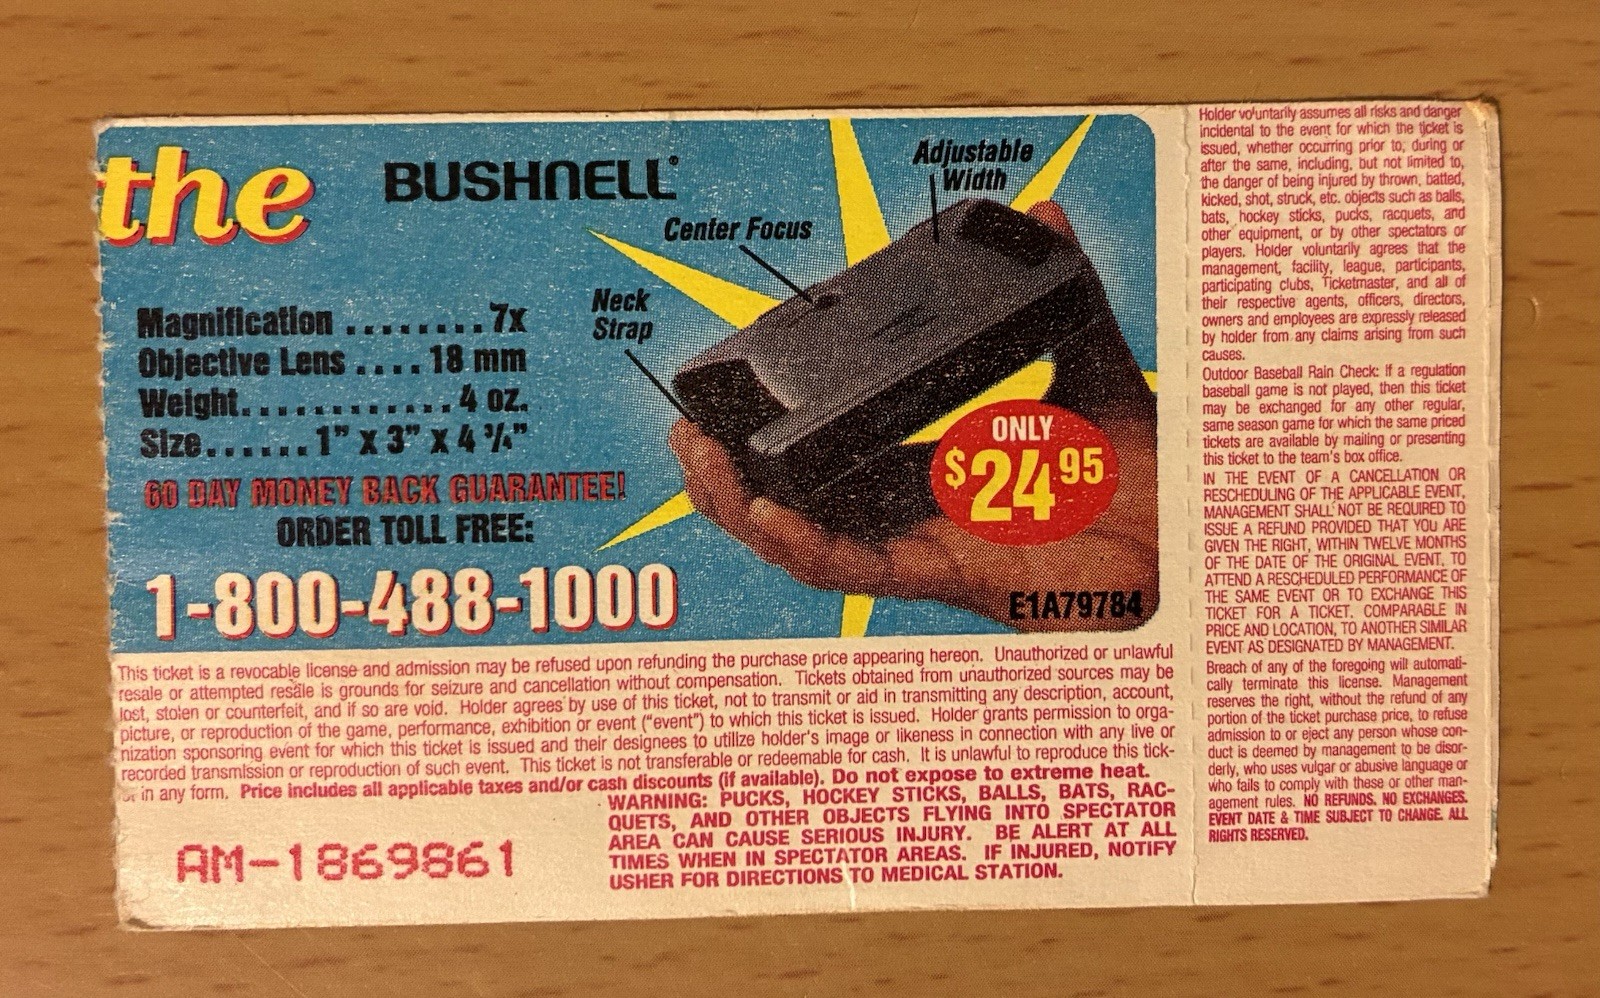 the
BUSHNELL®
Adjustable
Width
Center Focus
Neck
Strap
Magnification ........ 7x
Objective Lens .... 18 mm
Weight............. 4 oz.
Size....... 1" x 3" x 4 ¾"
60 DAY MONEY BACK GUARANTEE!
ORDER TOLL FREE:
1-800-488-1000
ONLY
$24.95
E1A79784
This ticket is a revocable license and admission may be refused upon refunding the purchase price appearing hereon. Unauthorized or unlawful
resale or attempted resale is grounds for seizure and cancellation without compensation. Tickets obtained from unauthorized sources may be
lost, stolen or counterfeit, and if so are void. Holder agrees by use of this ticket, not to transmit or aid in transmitting any description, account,
picture, or reproduction of the game, performance, exhibition or event ("event") to which this ticket is issued. Holder grants permission to orga-
nization sponsoring event for which this ticket is issued and their designees to utilize holder's image or likeness in connection with any live or
recorded transmission or reproduction of such event. This ticket is not transferable or redeemable for cash. It is unlawful to reproduce this tick-
in any form. Price includes all applicable taxes and/or cash discounts (if available). Do not expose to extreme heat.
WARNING: PUCKS, HOCKEY STICKS, BALLS, BATS, RAC-
QUETS, AND OTHER OBJECTS FLYING INTO SPECTATOR
AREA CAN CAUSE SERIOUS INJURY. BE ALERT AT ALL
TIMES WHEN IN SPECTATOR AREAS. IF INJURED, NOTIFY
USHER FOR DIRECTIONS TO MEDICAL STATION.
AM-1869861
Holder voluntarily assumes all risks and danger
incidental to the event for which the ticket is
issued, whether occurring prior to, during or
after the same, including, but not limited to,
the danger of being injured by thrown, batted,
kicked, shot, struck, etc. objects such as balls,
bats, hockey sticks, pucks, racquets, and
other equipment, or by other spectators or
players. Holder voluntarily agrees that the
management, facility, league, participants,
participating clubs, Ticketmaster, and all of
their respective agents, officers, directors,
owners and employees are expressly released
by holder from any claims arising from such
causes.
Outdoor Baseball Rain Check: If a regulation
baseball game is not played, then this ticket
may be exchanged for any other regular,
same season game for which the same priced
tickets are available by mailing or presenting
this ticket to the team's box office.
IN THE EVENT OF A CANCELLATION OR
RESCHEDULING OF THE APPLICABLE EVENT,
MANAGEMENT SHALL NOT BE REQUIRED TO
ISSUE A REFUND PROVIDED THAT YOU ARE
GIVEN THE RIGHT, WITHIN TWELVE MONTHS
OF THE DATE OF THE ORIGINAL EVENT, TO
ATTEND A RESCHEDULED PERFORMANCE OF
THE SAME EVENT OR TO EXCHANGE THIS
TICKET FOR A TICKET, COMPARABLE IN
PRICE AND LOCATION, TO ANOTHER SIMILAR
EVENT AS DESIGNATED BY MANAGEMENT.
Breach of any of the foregoing will automati-
cally terminate this license. Management
reserves the right, without the refund of any
portion of the ticket purchase price, to refuse
admission to or eject any person whose con-
duct is deemed by management to be disor-
derly, who uses vulgar or abusive language or
who fails to comply with these or other man-
agement rules. NO REFUNDS. NO EXCHANGES.
EVENT DATE & TIME SUBJECT TO CHANGE. ALL
RIGHTS RESERVED.